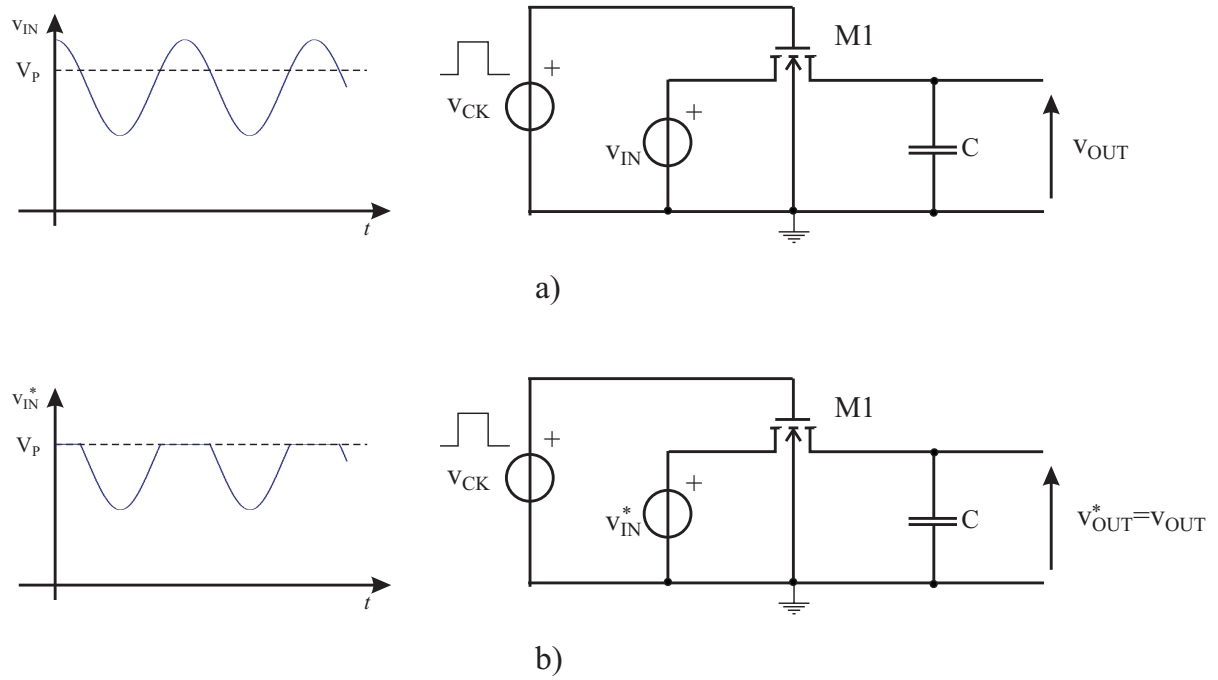 v_IN
V_P
t
M1
+
v_CK
+
v_IN
C
v_OUT
a)
v_IN^*
V_P
t
M1
+
v_CK
+
v_IN^*
C
v_OUT^*=v_OUT
b)